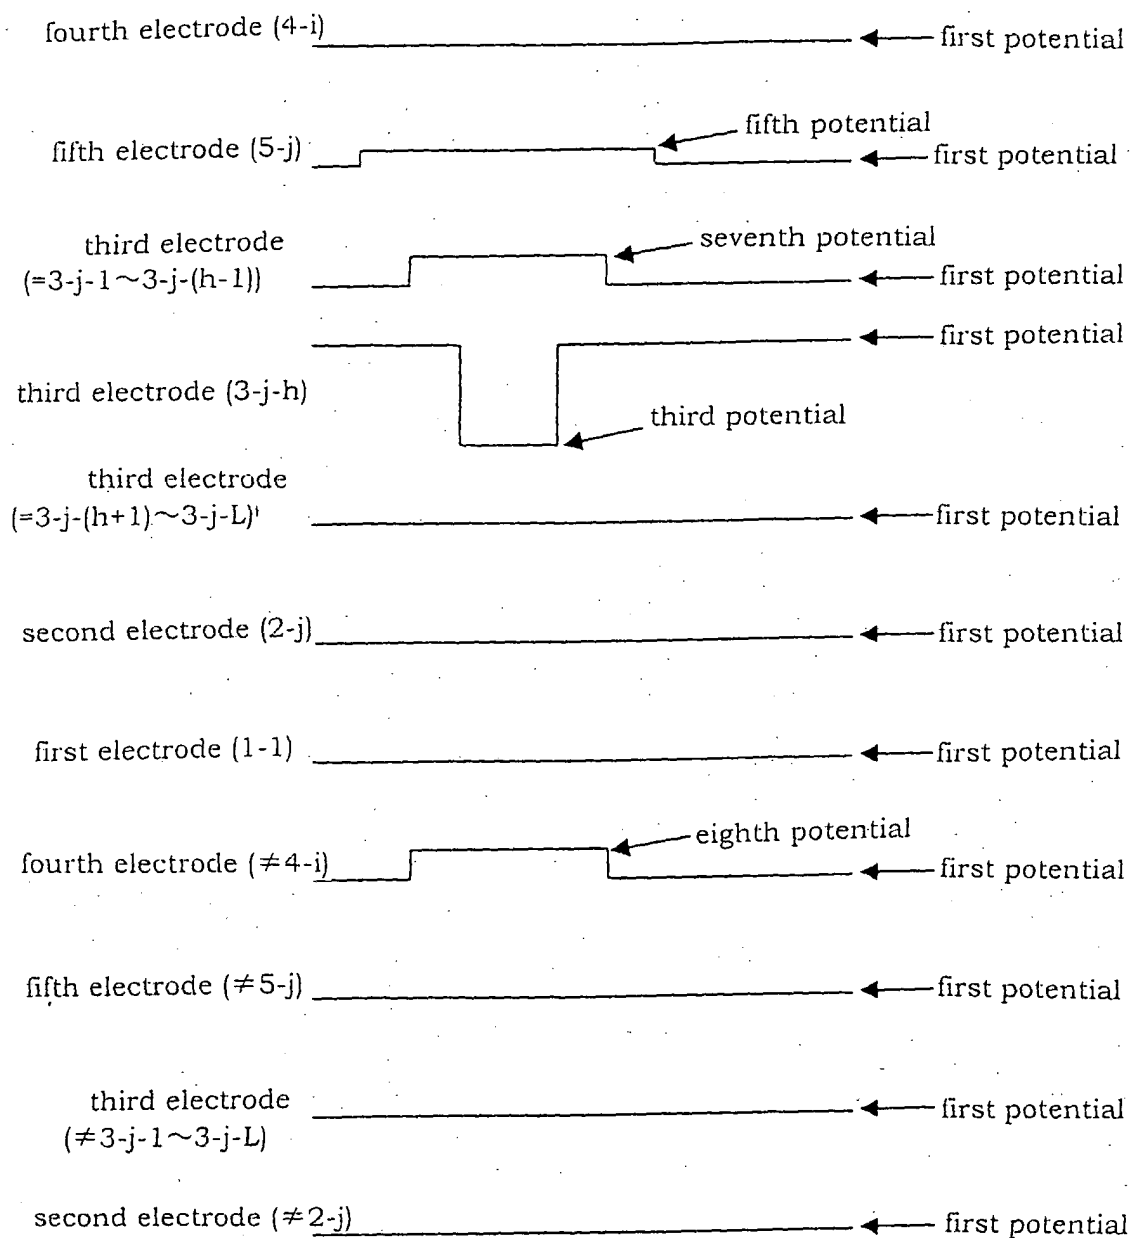 fourth electrode (4-i) first potential
fifth potential
fifth electrode (5-j) first potential
third electrode
seventh potential
(=3-j-1~3-j-(h-1)) first potential
first potential
third electrode (3-j-h)
third potential
third electrode
(=3-j-(h+1)~3-j-L) first potential
second electrode (2-j) first potential
first electrode (1-1) first potential
eighth potential
fourth electrode (≠4-i) first potential
fifth electrode (≠5-j) first potential
third electrode
first potential
(≠3-j-1~3-j-L)
second electrode (≠2-j) first potential